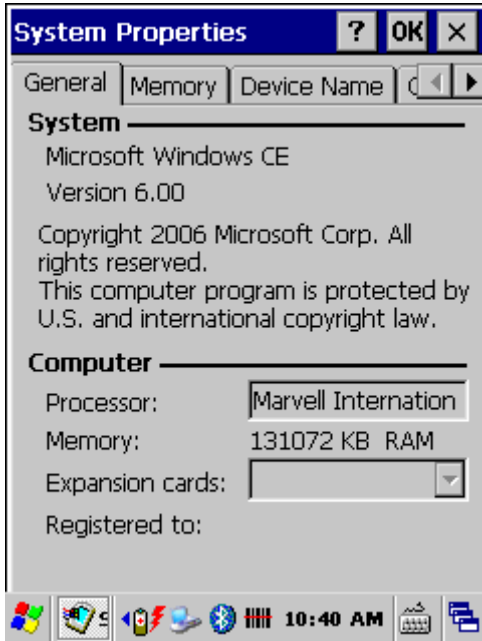 System Properties ? OK ×
General Memory Device Name
System
Microsoft Windows CE
Version 6.00
Copyright 2006 Microsoft Corp. All
rights reserved.
This computer program is protected by
U.S. and international copyright law.
Computer
Processor: Marvell Internation
Memory: 131072 KB RAM
Expansion cards:
Registered to:
10:40 AM